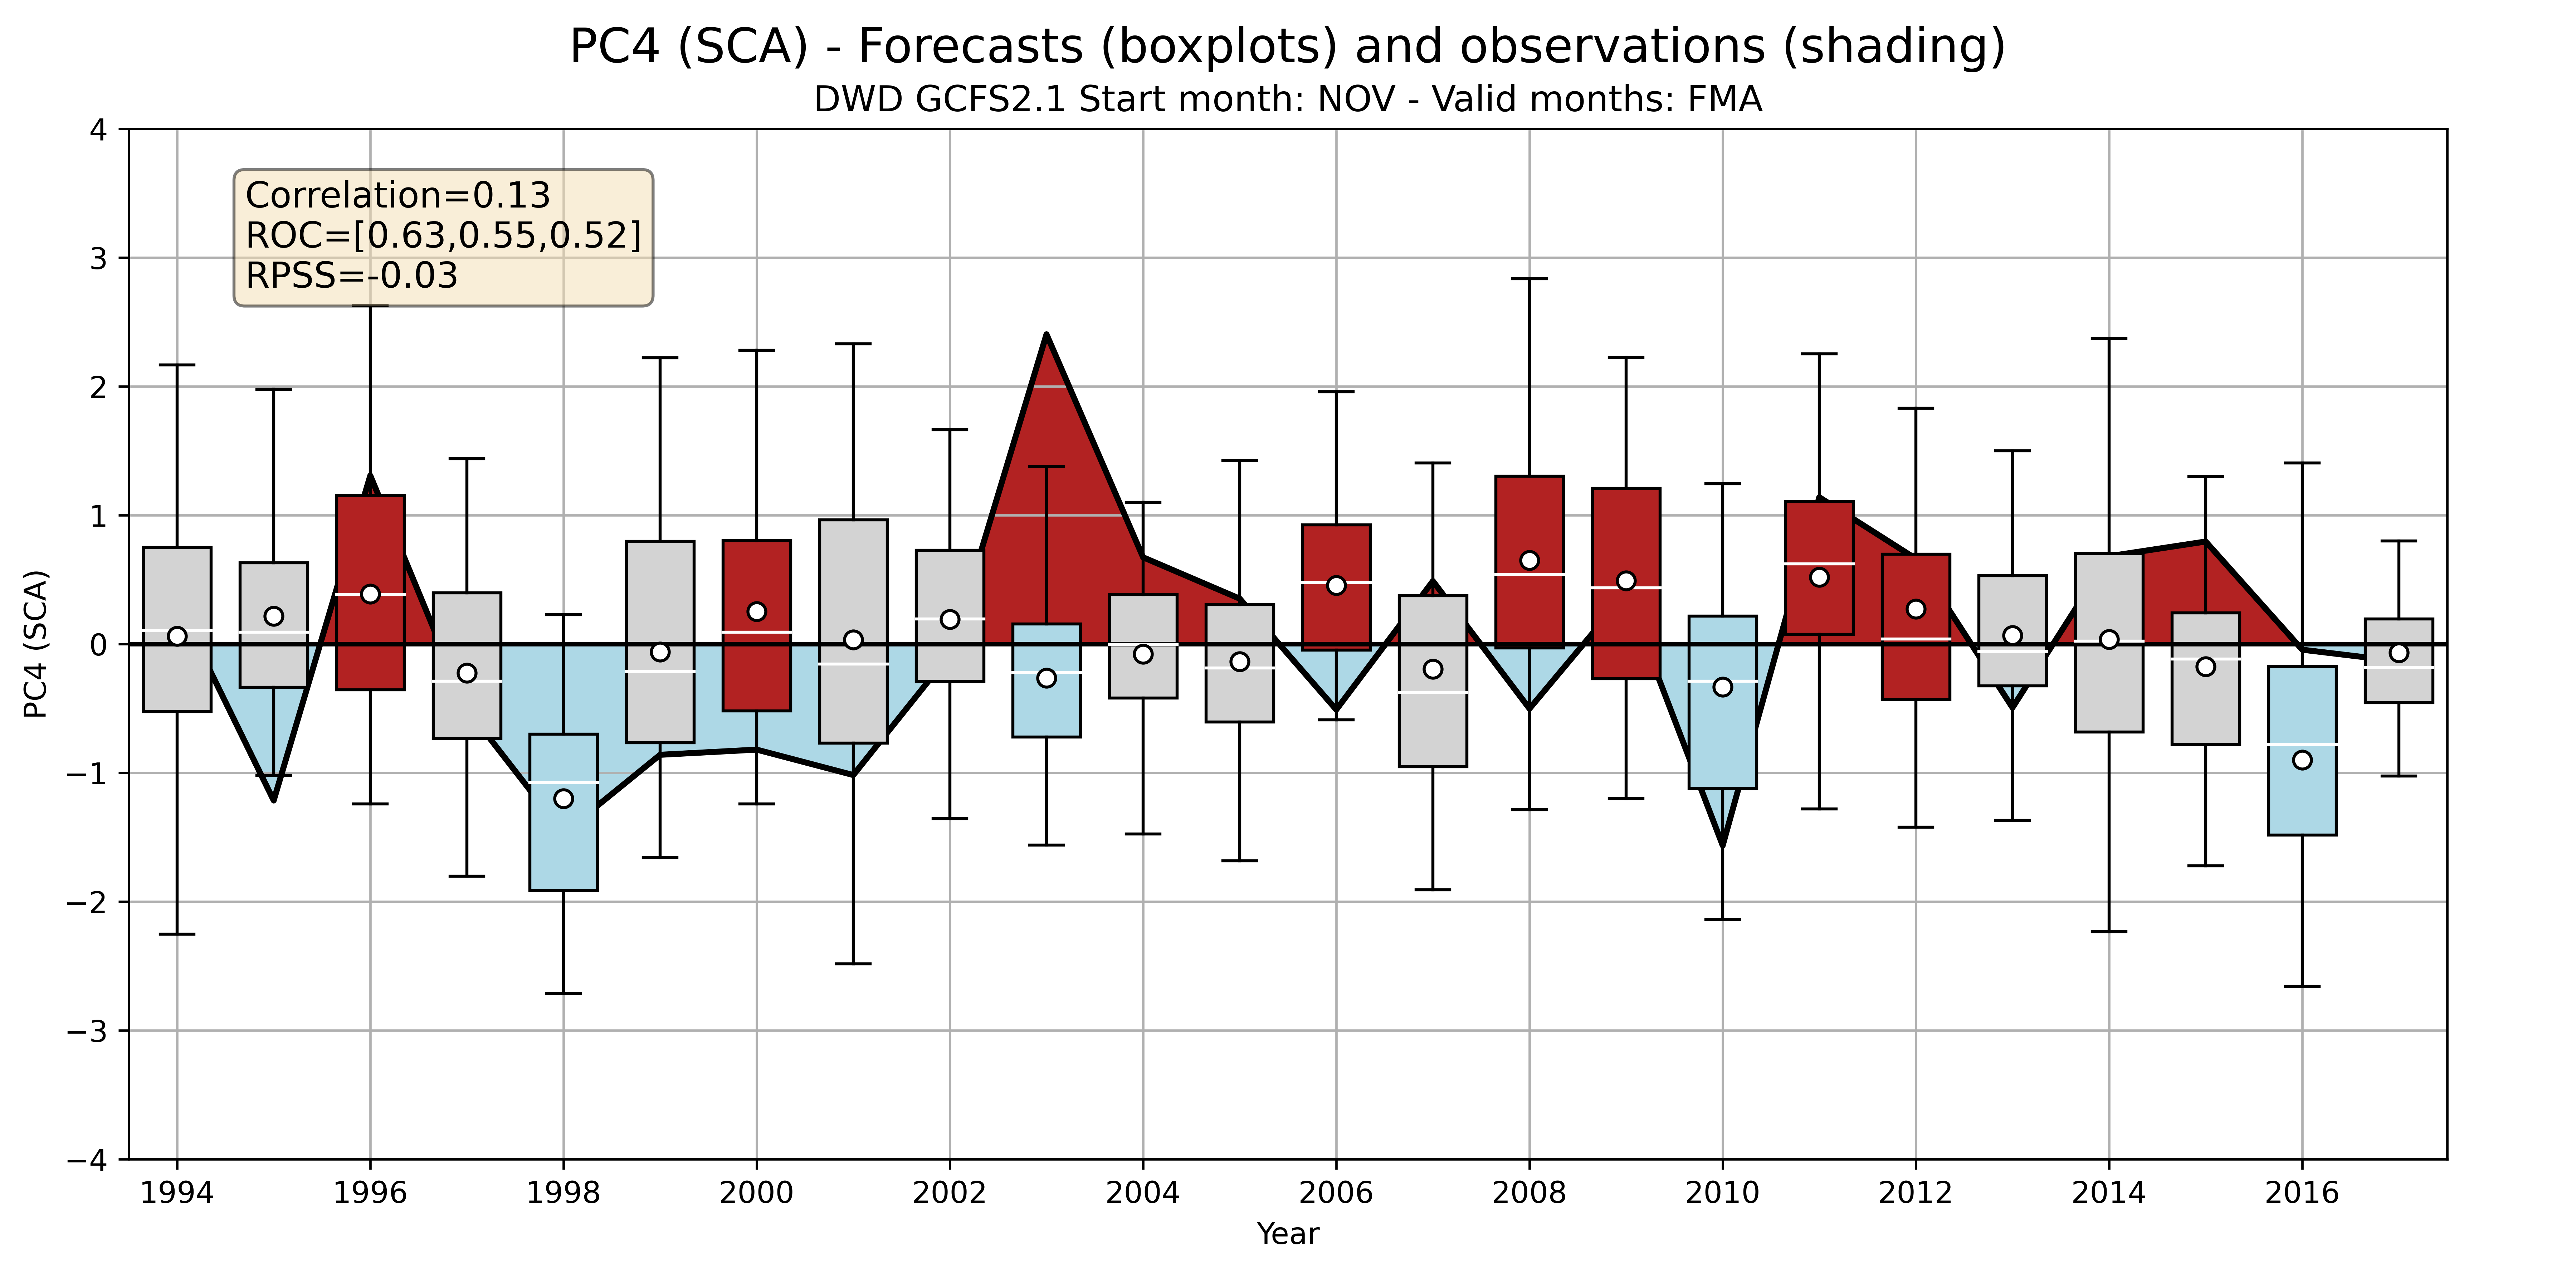 PC4 (SCA) - Forecasts (boxplots) and observations (shading)
DWD GCFS2.1 Start month: NOV - Valid months: FMA
Correlation=0.13
ROC=[0.63,0.55,0.52]
RPSS=-0.03
PC4 (SCA)
4
3
2
1
0
−1
−2
−3
−4
1994 1996 1998 2000 2002 2004 2006 2008 2010 2012 2014 2016
Year